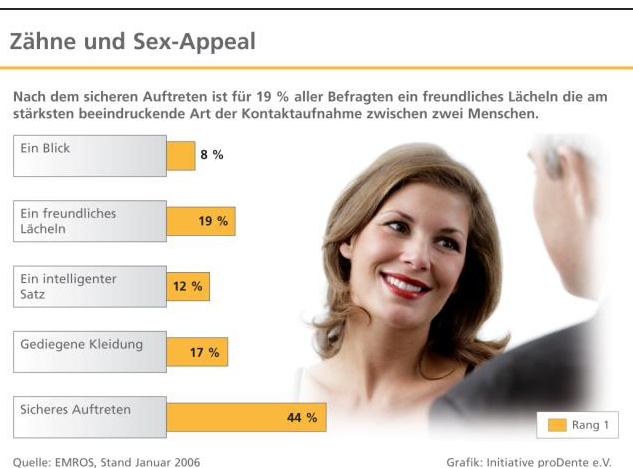 Zähne und Sex-Appeal
Nach dem sicheren Auftreten ist für 19 % aller Befragten ein freundliches Lächeln die am
stärksten beeindruckende Art der Kontaktaufnahme zwischen zwei Menschen.
Ein Blick
8 %
Ein freundliches
Lächeln
19 %
Ein intelligenter
Satz
12 %
Gediegene Kleidung
17 %
Sicheres Auftreten
44 %
Rang 1
Quelle: EMROS, Stand Januar 2006
Grafik: Initiative proDente e.V.